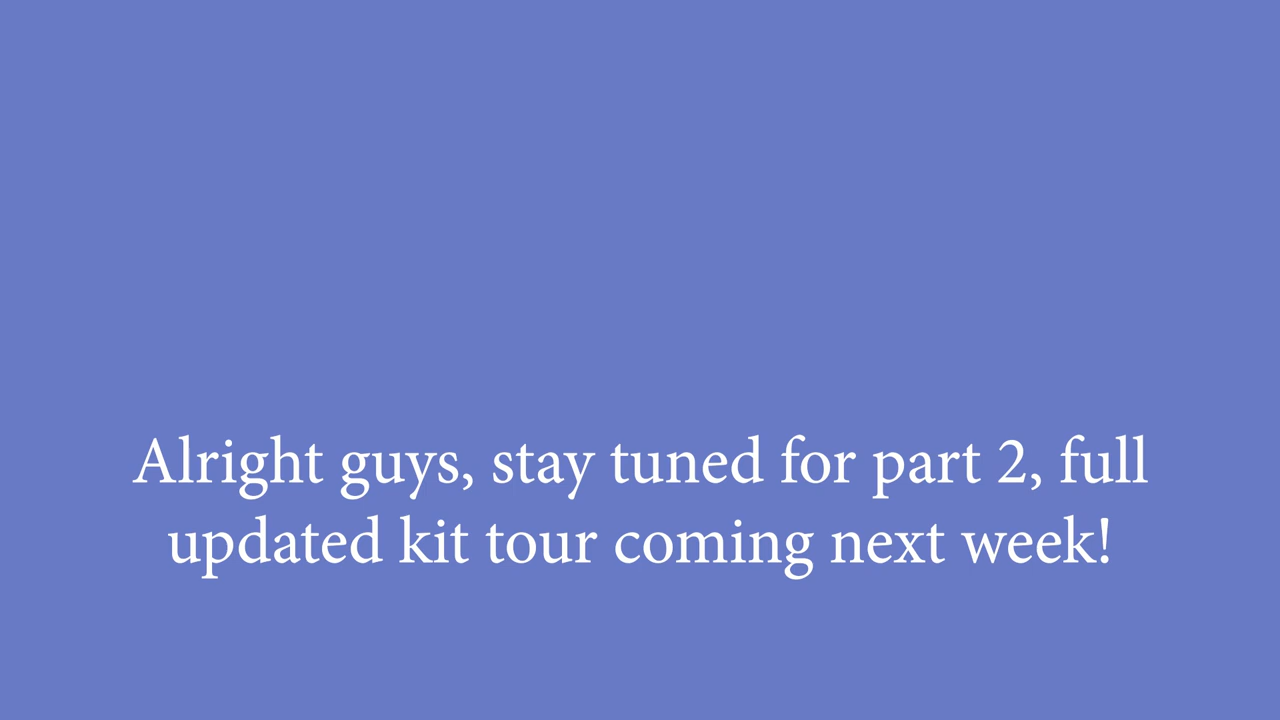 Alright guys, stay tuned for part 2, full
updated kit tour coming next week!